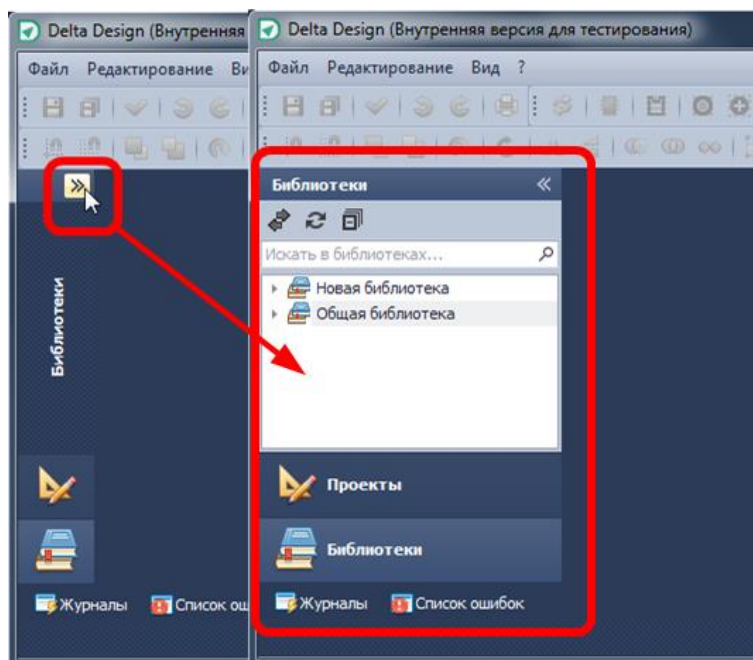 Delta Design (Внутренняя
Файл Редактирование Ви
Библиотеки
Журналы Список ош
Delta Design (Внутренняя версия для тестирования)
Файл Редактирование Вид ?
Библиотеки
Искать в библиотеках...
Новая библиотека
Общая библиотека
Проекты
Библиотеки
Журналы Список ошибок